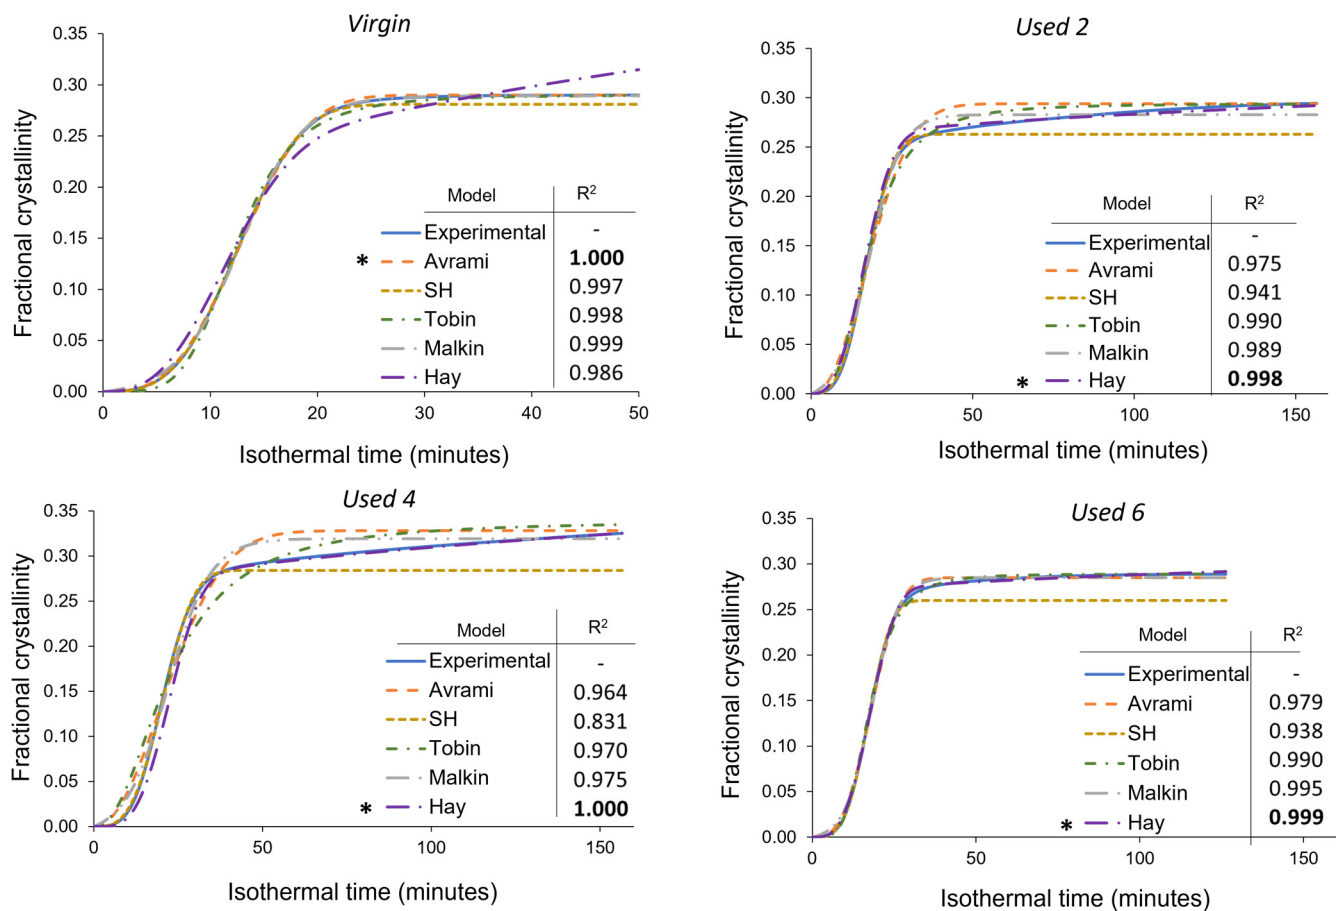 Virgin
0.35
0.30
0.25
0.20
0.15
0.10
0.05
0.00
Fractional crystallinity
Model R2
Experimental -
* Avrami 1.000
SH 0.997
Tobin 0.998
Malkin 0.999
Hay 0.986
0 10 20 30 40 50
Isothermal time (minutes)
Used 2
0.35
0.30
0.25
0.20
0.15
0.10
0.05
0.00
Fractional crystallinity
Model R2
Experimental -
Avrami 0.975
SH 0.941
Tobin 0.990
Malkin 0.989
* Hay 0.998
0 50 100 150
Isothermal time (minutes)
Used 4
0.35
0.30
0.25
0.20
0.15
0.10
0.05
0.00
Fractional crystallinity
Model R2
Experimental -
Avrami 0.964
SH 0.831
Tobin 0.970
Malkin 0.975
* Hay 1.000
0 50 100 150
Isothermal time (minutes)
Used 6
0.35
0.30
0.25
0.20
0.15
0.10
0.05
0.00
Fractional crystallinity
Model R2
Experimental -
Avrami 0.979
SH 0.938
Tobin 0.990
Malkin 0.995
* Hay 0.999
0 50 100 150
Isothermal time (minutes)